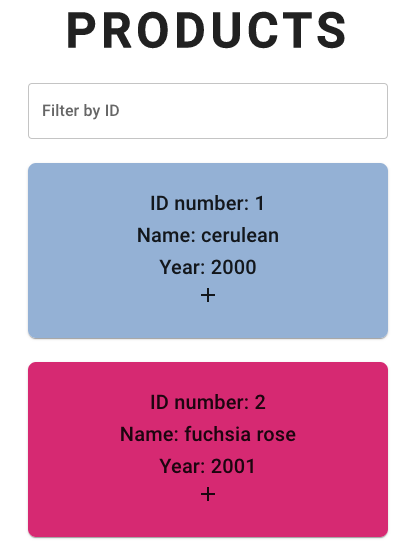 PRODUCTS
Filter by ID
ID number: 1
Name: cerulean
Year: 2000
+
ID number: 2
Name: fuchsia rose
Year: 2001
+